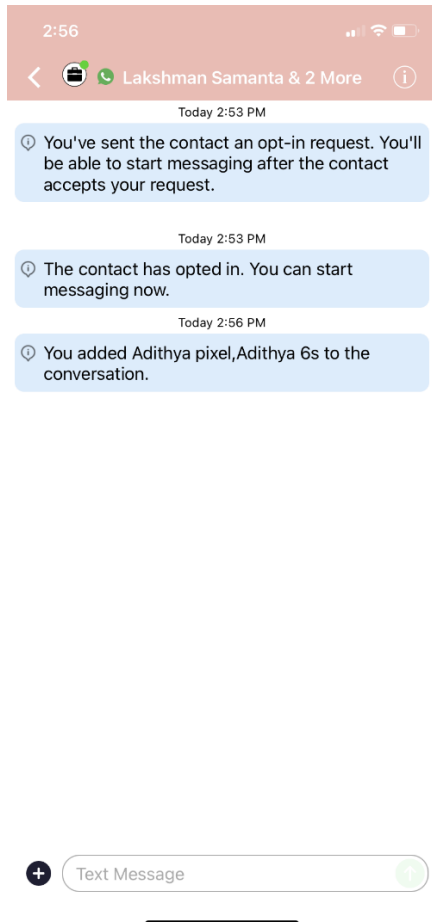 2:56
Lakshman Samanta & 2 More
Today 2:53 PM
You've sent the contact an opt-in request. You'll
be able to start messaging after the contact
accepts your request.
Today 2:53 PM
The contact has opted in. You can start
messaging now.
Today 2:56 PM
You added Adithya pixel,Adithya 6s to the
conversation.
Text Message